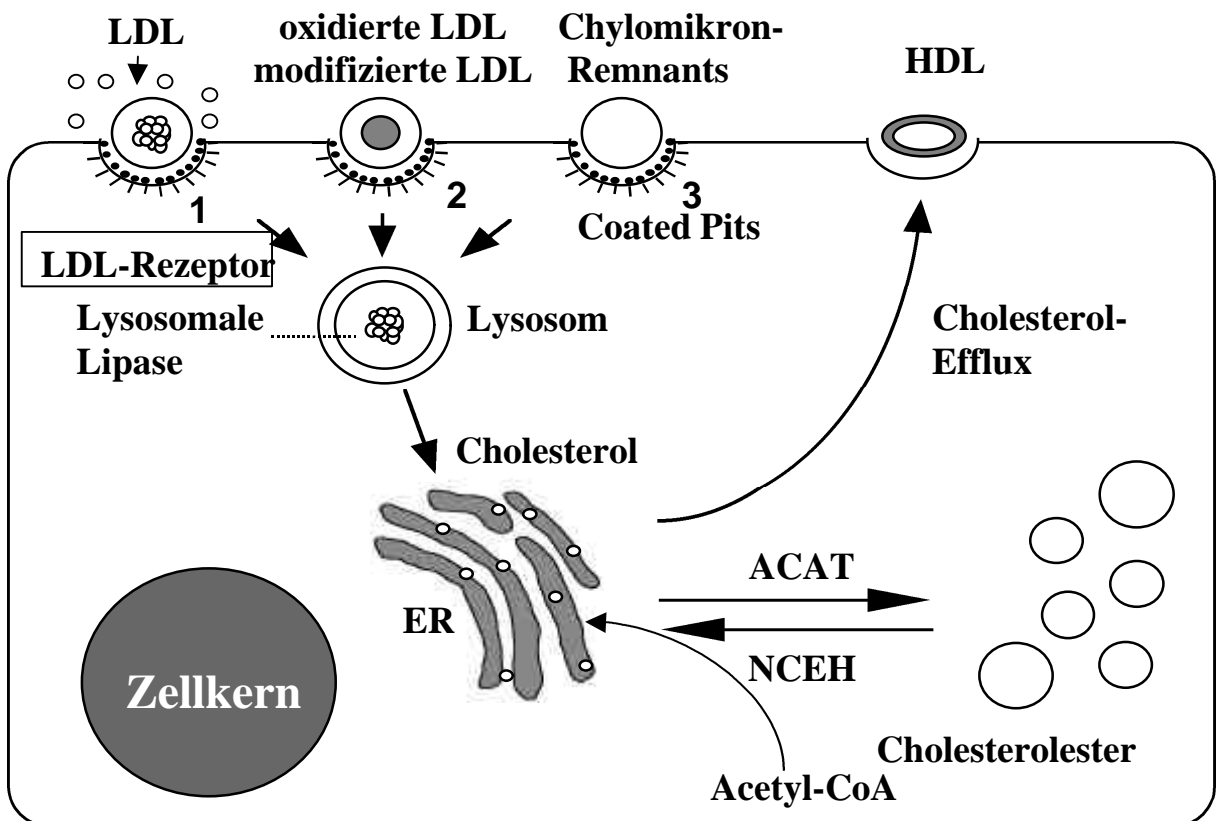 LDL
oxidierte LDL
modifizierte LDL
Chylomikron-
Remnants
HDL
1
2
3
Coated Pits
LDL-Rezeptor
Lysosomale
Lipase
Lysosom
Cholesterol-
Efflux
Cholesterol
ACAT
ER
NCEH
Zellkern
Cholesterolester
Acetyl-CoA